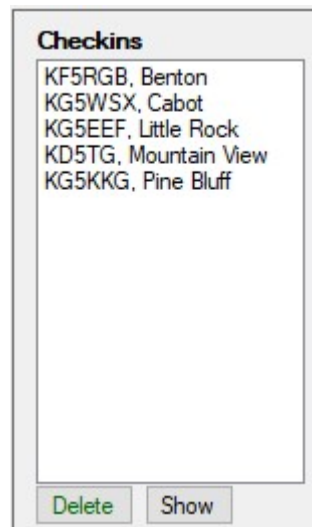 Checkins
KF5RGB, Benton
KG5WSX, Cabot
KG5EEF, Little Rock
KD5TG, Mountain View
KG5KKG, Pine Bluff
Delete Show